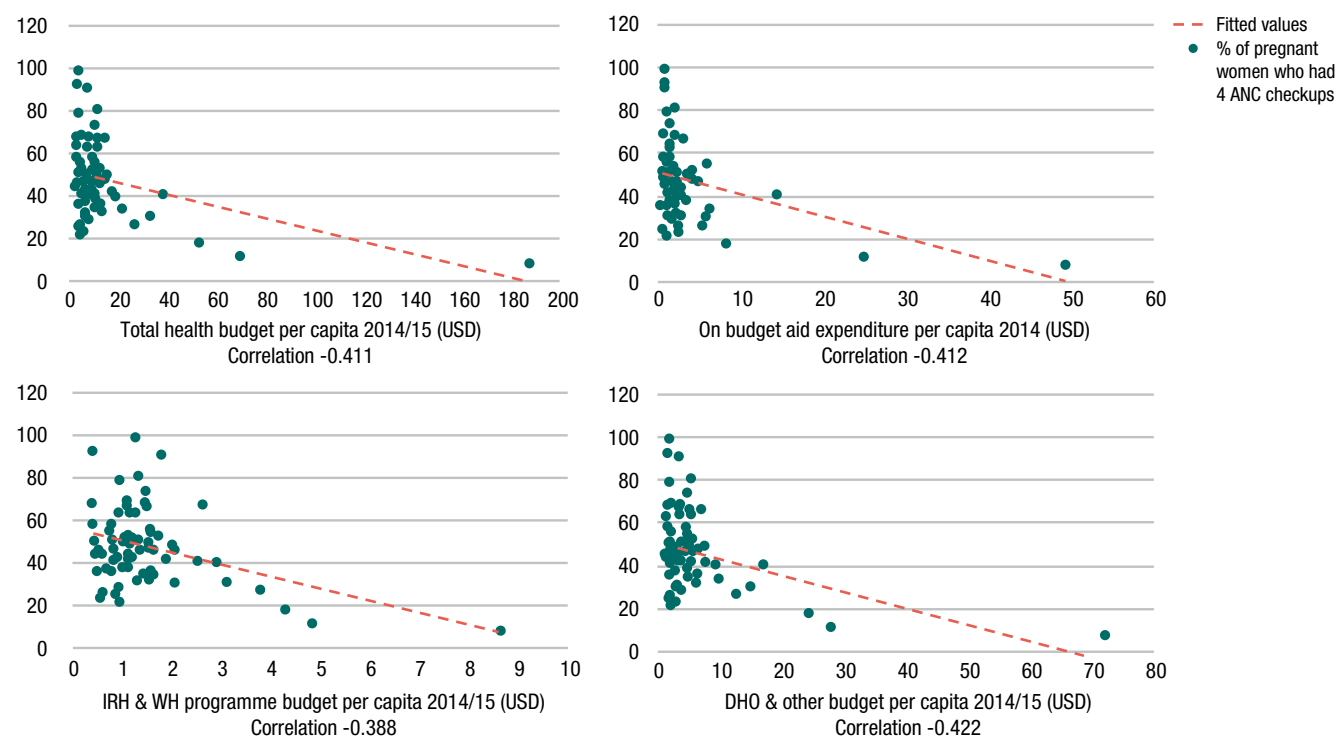 120
100
80
60
40
20
0
0 20 40 60 80 100 120 140 160 180 200
Total health budget per capita 2014/15 (USD)
Correlation -0.411
120
100
80
60
40
20
0
0 10 20 30 40 50 60
On budget aid expenditure per capita 2014 (USD)
Correlation -0.412
Fitted values
% of pregnant
women who had
4 ANC checkups
120
100
80
60
40
20
0
0 1 2 3 4 5 6 7 8 9 10
IRH & WH programme budget per capita 2014/15 (USD)
Correlation -0.388
120
100
80
60
40
20
0
0 10 20 30 40 50 60 70 80
DHO & other budget per capita 2014/15 (USD)
Correlation -0.422